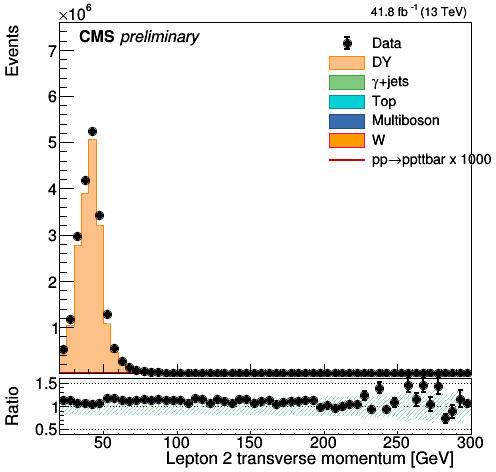 ×10⁶
41.8 fb⁻¹ (13 TeV)
CMS preliminary
Events
7
6
5
4
3
2
1
Data
DY
γ+jets
Top
Multiboson
W
pp→ppttbar x 1000
Ratio
1.5
1
0.5
50 100 150 200 250 300
Lepton 2 transverse momentum [GeV]